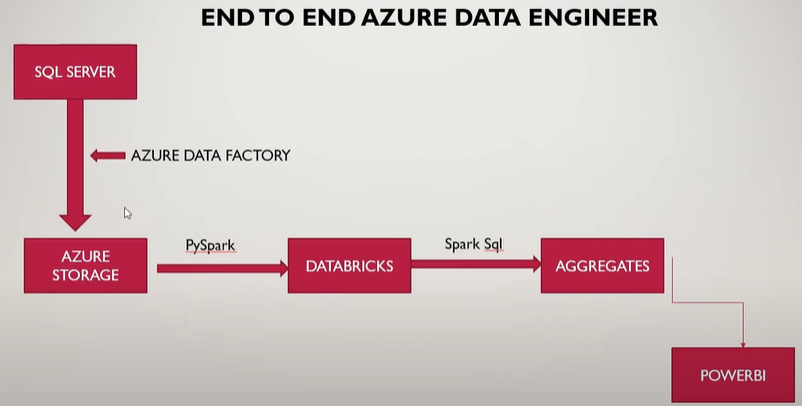 END TO END AZURE DATA ENGINEER
SQL SERVER
AZURE DATA FACTORY
AZURE
STORAGE
PySpark
DATABRICKS
Spark Sql
AGGREGATES
POWERBI